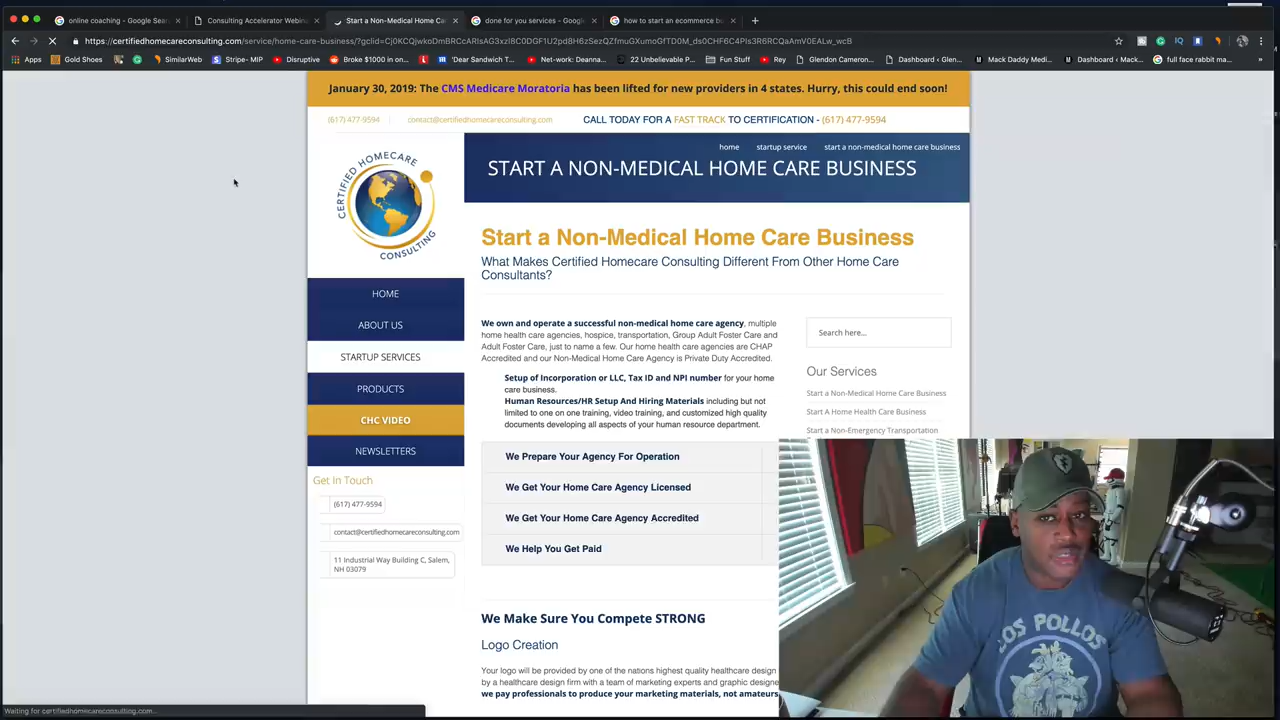 online coaching - Google Sear
Consulting Accelerator Webina
Start a Non-Medical Home Car
done for you services - Google
how to start an ecommerce bu
https://certifiedhomecareconsulting.com/service/home-care-business/?gclid=
Apps
Gold Shoes
SimilarWeb
Stripe- MIP
Disruptive
Broke $1000 in on...
'Dear Sandwich T...
Net-work: Deanna...
22 Unbelievable P...
Fun Stuff
Rey
Glendon Cameron...
Dashboard ‹ Glen...
Mack Daddy Medi...
Dashboard ‹ Mack...
full face rabbit ma...
»
January 30, 2019: The CMS Medicare Moratoria has been lifted for new providers in 4 states. Hurry, this could end soon!
(617) 477-9594
contact@certifiedhomecareconsulting.com
CALL TODAY FOR A FAST TRACK TO CERTIFICATION - (617) 477-9594
CERTIFIED HOMECARE
CONSULTING
home
startup service
start a non-medical home care business
START A NON-MEDICAL HOME CARE BUSINESS
HOME
ABOUT US
STARTUP SERVICES
PRODUCTS
CHC VIDEO
NEWSLETTERS
Get In Touch
(617) 477-9594
contact@certifiedhomecareconsulting.com
11 Industrial Way Building C, Salem,
NH 03079
Start a Non-Medical Home Care Business
What Makes Certified Homecare Consulting Different From Other Home Care
Consultants?
We own and operate a successful non-medical home care agency, multiple
home health care agencies, hospice, transportation, Group Adult Foster Care and
Adult Foster Care, just to name a few. Our home health care agencies are CHAP
Accredited and our Non-Medical Home Care Agency is Private Duty Accredited.
Setup of Incorporation or LLC, Tax ID and NPI number for your home
care business.
Human Resources/HR Setup And Hiring Materials including but not
limited to one on one training, video training, and customized high quality
documents developing all aspects of your human resource department.
We Prepare Your Agency For Operation
We Get Your Home Care Agency Licensed
We Get Your Home Care Agency Accredited
We Help You Get Paid
We Make Sure You Compete STRONG
Logo Creation
Your logo will be provided by one of the nations highest quality healthcare design
by a healthcare design firm with a team of marketing experts and graphic designe
we pay professionals to produce your marketing materials, not amateurs
Search here...
Our Services
Start a Non-Medical Home Care Business
Start A Home Health Care Business
Start a Non-Emergency Transportation
LOS POLLOS
Waiting for certifiedhomecareconsulting.com...